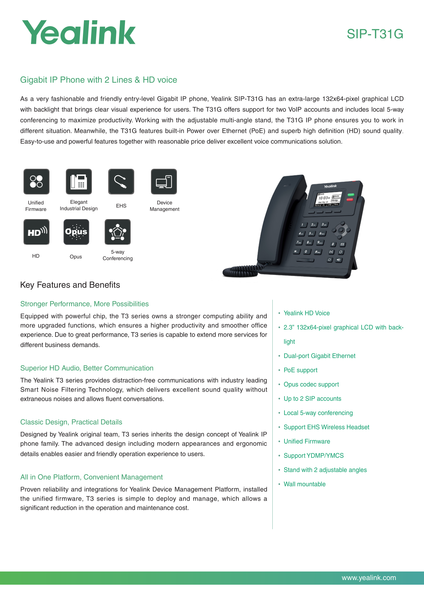 Yealink
SIP-T31G
Gigabit IP Phone with 2 Lines & HD voice
As a very fashionable and friendly entry-level Gigabit IP phone, Yealink SIP-T31G has an extra-large 132x64-pixel graphical LCD
with backlight that brings clear visual experience for users. The T31G offers support for two VoIP accounts and includes local 5-way
conferencing to maximize productivity. Working with the adjustable multi-angle stand, the T31G IP phone ensures you to work in
different situation. Meanwhile, the T31G features built-in Power over Ethernet (PoE) and superb high definition (HD) sound quality.
Easy-to-use and powerful features together with reasonable price deliver excellent voice communications solution.
Unified
Firmware
Elegant
Industrial Design
EHS
Device
Management
HD
Opus
HD
Opus
5-way
Conferencing
Yealink
Key Features and Benefits
Stronger Performance, More Possibilities
Equipped with powerful chip, the T3 series owns a stronger computing ability and
more upgraded functions, which ensures a higher productivity and smoother office
experience. Due to great performance, T3 series is capable to extend more services for
different business demands.
Superior HD Audio, Better Communication
The Yealink T3 series provides distraction-free communications with industry leading
Smart Noise Filtering Technology, which delivers excellent sound quality without
extraneous noises and allows fluent conversations.
Classic Design, Practical Details
Designed by Yealink original team, T3 series inherits the design concept of Yealink IP
phone family. The advanced design including modern appearances and ergonomic
details enables easier and friendly operation experience to users.
All in One Platform, Convenient Management
Proven reliability and integrations for Yealink Device Management Platform, installed
the unified firmware, T3 series is simple to deploy and manage, which allows a
significant reduction in the operation and maintenance cost.
• Yealink HD Voice
• 2.3" 132x64-pixel graphical LCD with back-
light
• Dual-port Gigabit Ethernet
• PoE support
• Opus codec support
• Up to 2 SIP accounts
• Local 5-way conferencing
• Support EHS Wireless Headset
• Unified Firmware
• Support YDMP/YMCS
• Stand with 2 adjustable angles
• Wall mountable
www.yealink.com